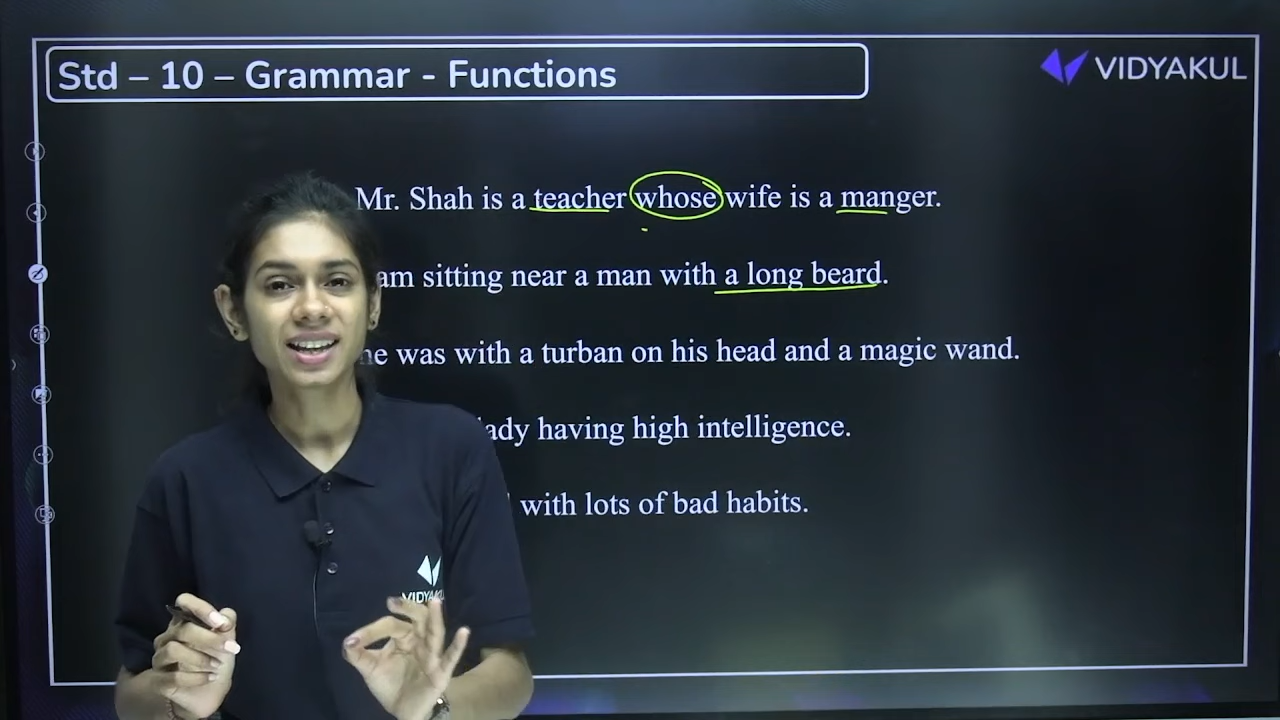 Std – 10 – Grammar - Functions
VIDYAKUL
Mr. Shah is a teacher whose wife is a manger.
am sitting near a man with a long beard.
he was with a turban on his head and a magic wand.
having high intelligence.
with lots of bad habits.
VIDYAKUL